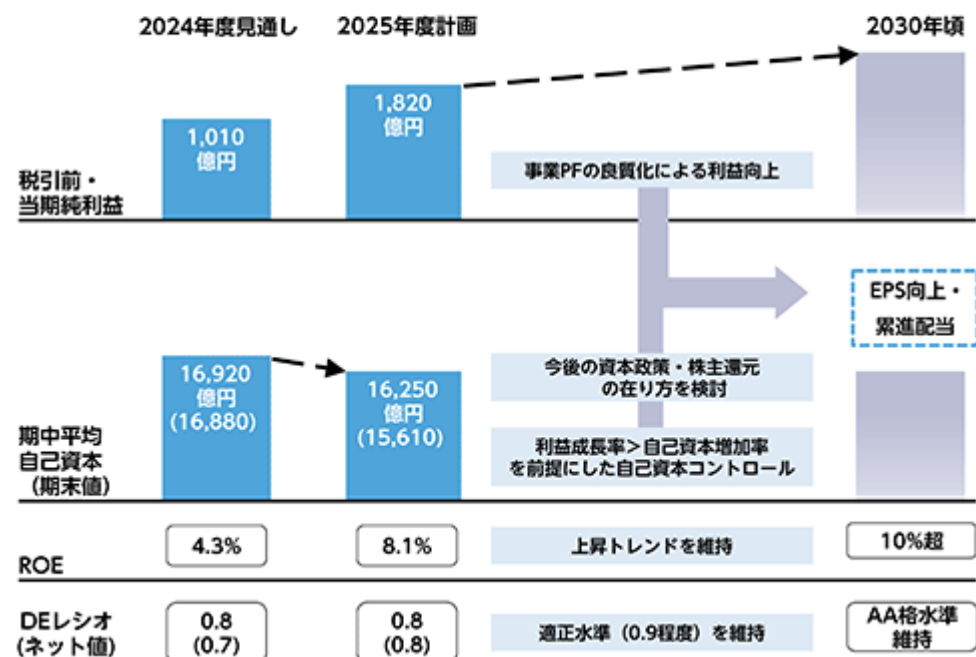 2024年度見通し
2025年度計画
2030年頃
税引前・
当期純利益
1,010
億円
1,820
億円
事業PFの良質化による利益向上
EPS向上・
累進配当
期中平均
自己資本
(期末値)
16,920
億円
(16,880)
16,250
億円
(15,610)
今後の資本政策・株主還元
の在り方を検討
利益成長率＞自己資本増加率
を前提にした自己資本コントロール
ROE
4.3%
8.1%
上昇トレンドを維持
10%超
DEレシオ
(ネット値)
0.8
(0.7)
0.8
(0.8)
適正水準（0.9程度）を維持
AA格水準
維持